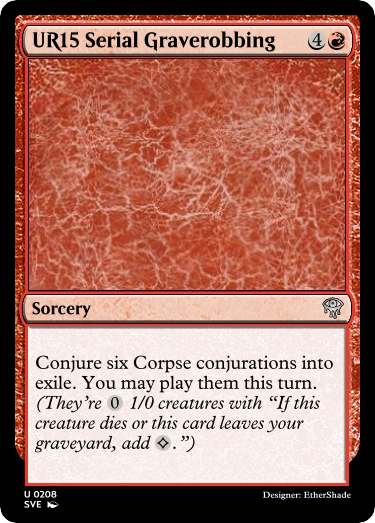 UR15 Serial Graverobbing 4
Sorcery
Conjure six Corpse conjurations into
exile. You may play them this turn.
(They're 0 1/0 creatures with “If this
creature dies or this card leaves your
graveyard, add .”)
U 0208
SVE
Designer: EtherShade